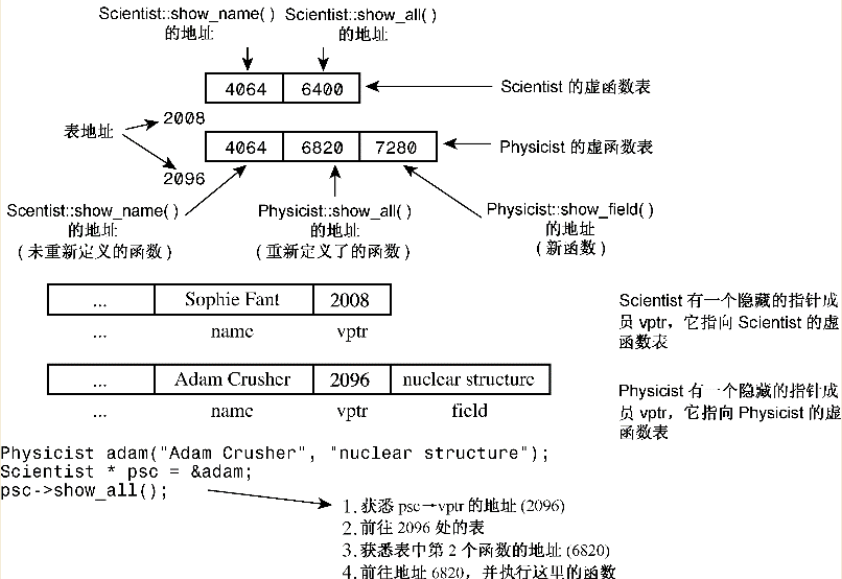 Scientist::show_name() Scientist::show_all()
的地址 的地址
4064 6400 Scientist 的虚函数表
2008
表地址
4064 6820 7280 Physicist 的虚函数表
2096
Scentist::show_name() Physicist::show_all() Physicist::show_field()
的地址 的地址 的地址
(未重新定义的函数) (重新定义了的函数) (新函数)
... Sophie Fant 2008
... name vptr
Scientist 有一个隐藏的指针成
员 vptr，它指向 Scientist 的虚
函数表
... Adam Crusher 2096 nuclear structure
... name vptr field
Physicist 有一个隐藏的指针成
员 vptr，它指向 Physicist 的虚
函数表
Physicist adam("Adam Crusher", "nuclear structure");
Scientist * psc = &adam;
psc->show_all();
1.获悉 psc→vptr 的地址 (2096)
2.前往 2096 处的表
3.获悉表中第 2 个函数的地址 (6820)
4.前往地址 6820，并执行这里的函数